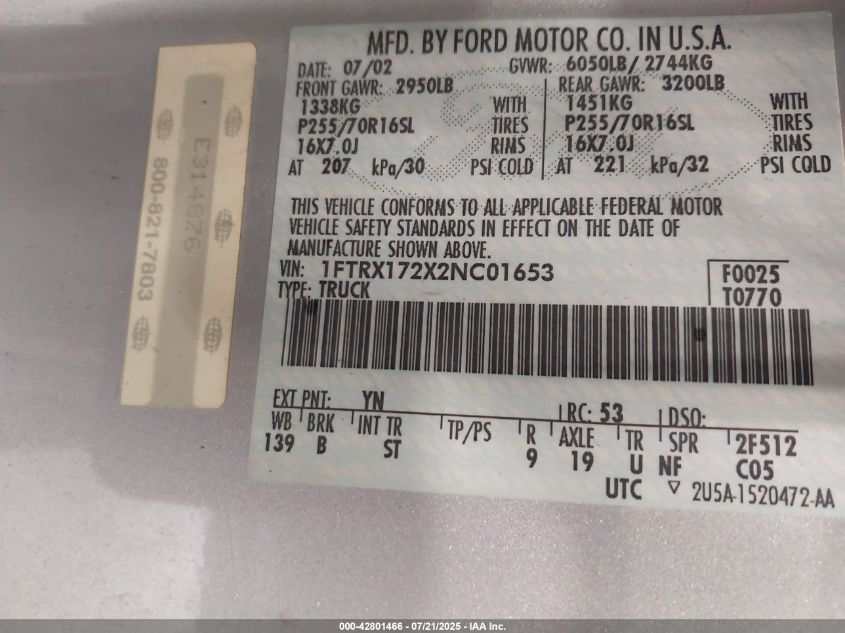 MFD. BY FORD MOTOR CO. IN U.S.A.
DATE: 07/02 GVWR: 6050LB/ 2744KG
FRONT GAWR: 2950LB REAR GAWR: 3200LB
1338KG WITH 1451KG WITH
P255/70R16SL TIRES P255/70R16SL TIRES
16X7.0J RIMS 16X7.0J RIMS
AT 207 kPa/30 PSI COLD AT 221 kPa/32 PSI COLD
THIS VEHICLE CONFORMS TO ALL APPLICABLE FEDERAL MOTOR
VEHICLE SAFETY STANDARDS IN EFFECT ON THE DATE OF
MANUFACTURE SHOWN ABOVE.
VIN: 1FTRX172X2NC01653 F0025
TYPE: TRUCK T0770
EXT PNT: YN RC: 53 DSO:
WB BRK INT TR TP/PS R AXLE TR SPR 2F512
139 B ST 9 19 U NF C05
UTC ▽ 2U5A-1520472-AA
E314676
800-821-7803
000-42801466 - 07/21/2025 - IAA Inc.